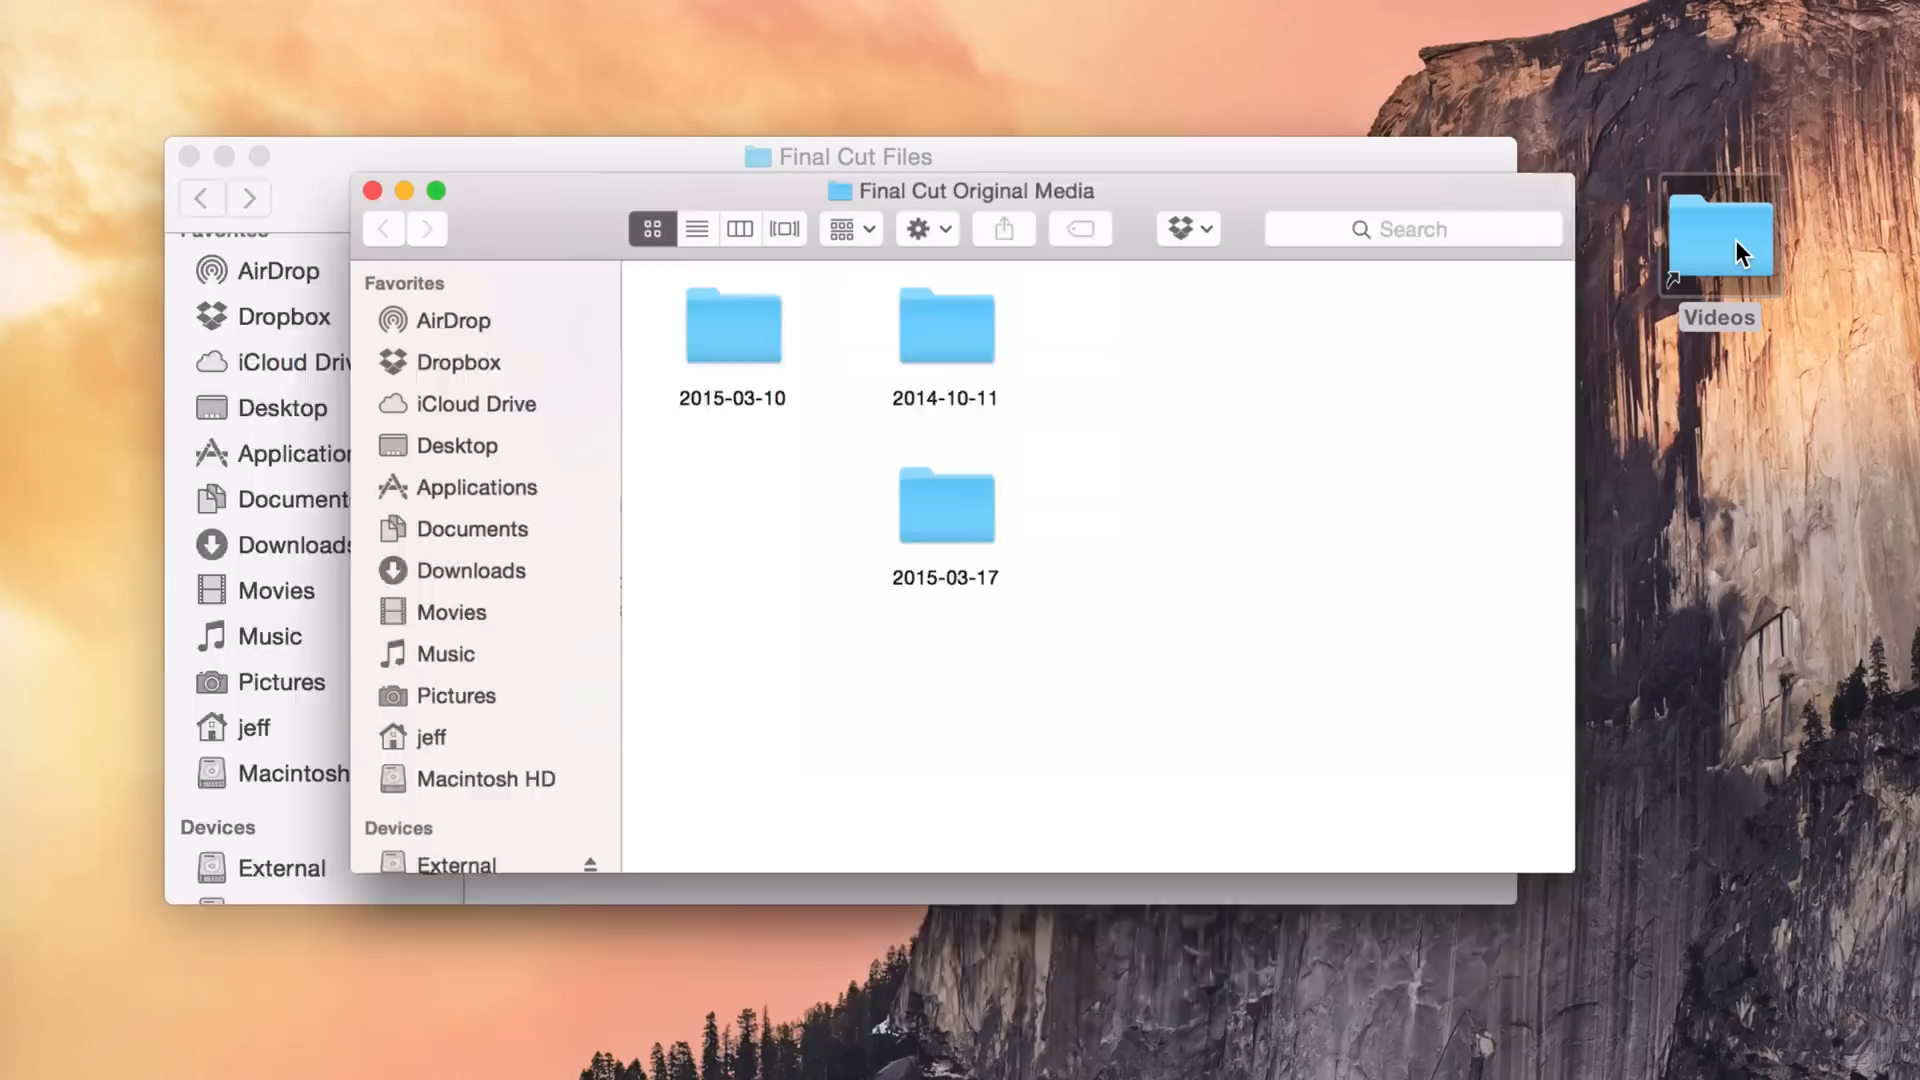 Final Cut Files
Favorites
AirDrop
Dropbox
iCloud Driv
Desktop
Application
Document
Downloads
Movies
Music
Pictures
jeff
Macintosh
Devices
External
Final Cut Original Media
Search
Favorites
AirDrop
Dropbox
iCloud Drive
Desktop
Applications
Documents
Downloads
Movies
Music
Pictures
jeff
Macintosh HD
Devices
External
2015-03-10
2014-10-11
2015-03-17
Videos